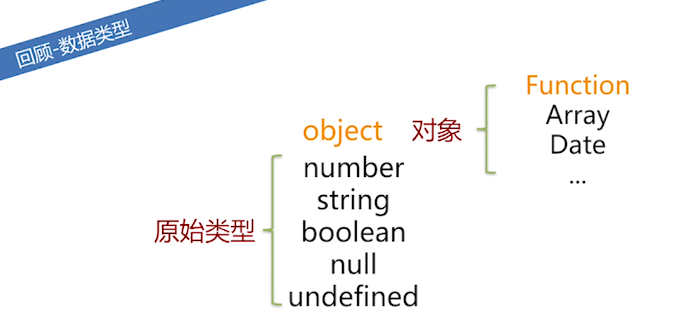 回顾-数据类型
Function
object 对象
Array
Date
...
number
string
原始类型
boolean
null
undefined